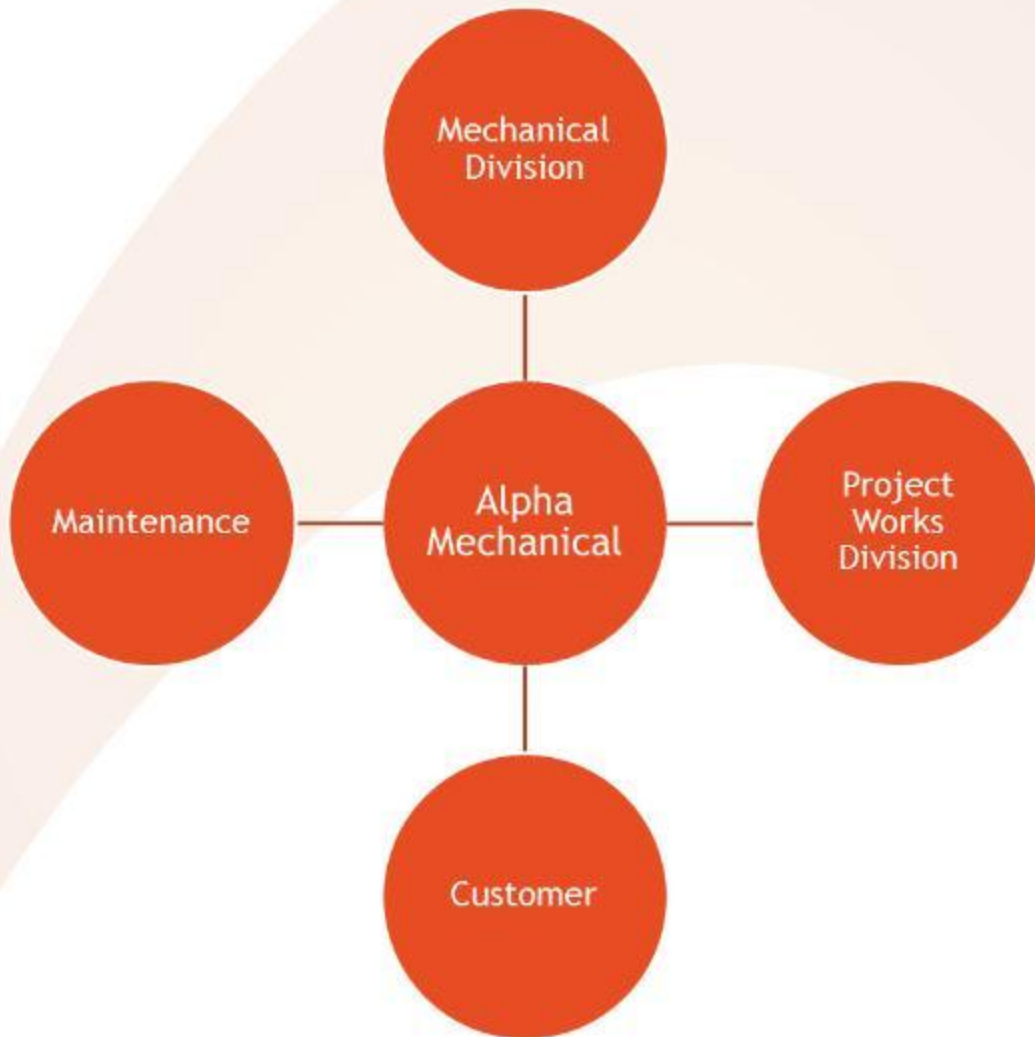 Mechanical
Division
Maintenance
Alpha
Mechanical
Project
Works
Division
Customer